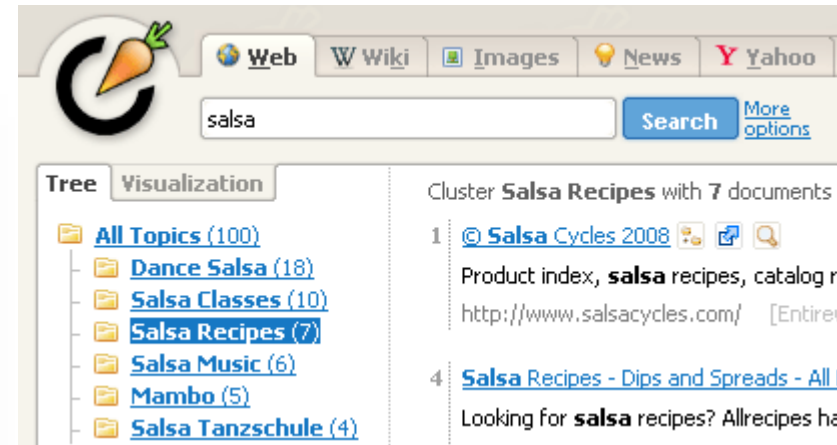 Web Wiki Images News Yahoo
salsa Search More options
Tree Visualization
All Topics (100)
Dance Salsa (18)
Salsa Classes (10)
Salsa Recipes (7)
Salsa Music (6)
Mambo (5)
Salsa Tanzschule (4)
Cluster Salsa Recipes with 7 documents
1 © Salsa Cycles 2008
Product index, salsa recipes, catalog r
http://www.salsacycles.com/ [Entire
4 Salsa Recipes - Dips and Spreads - All
Looking for salsa recipes? Allrecipes ha